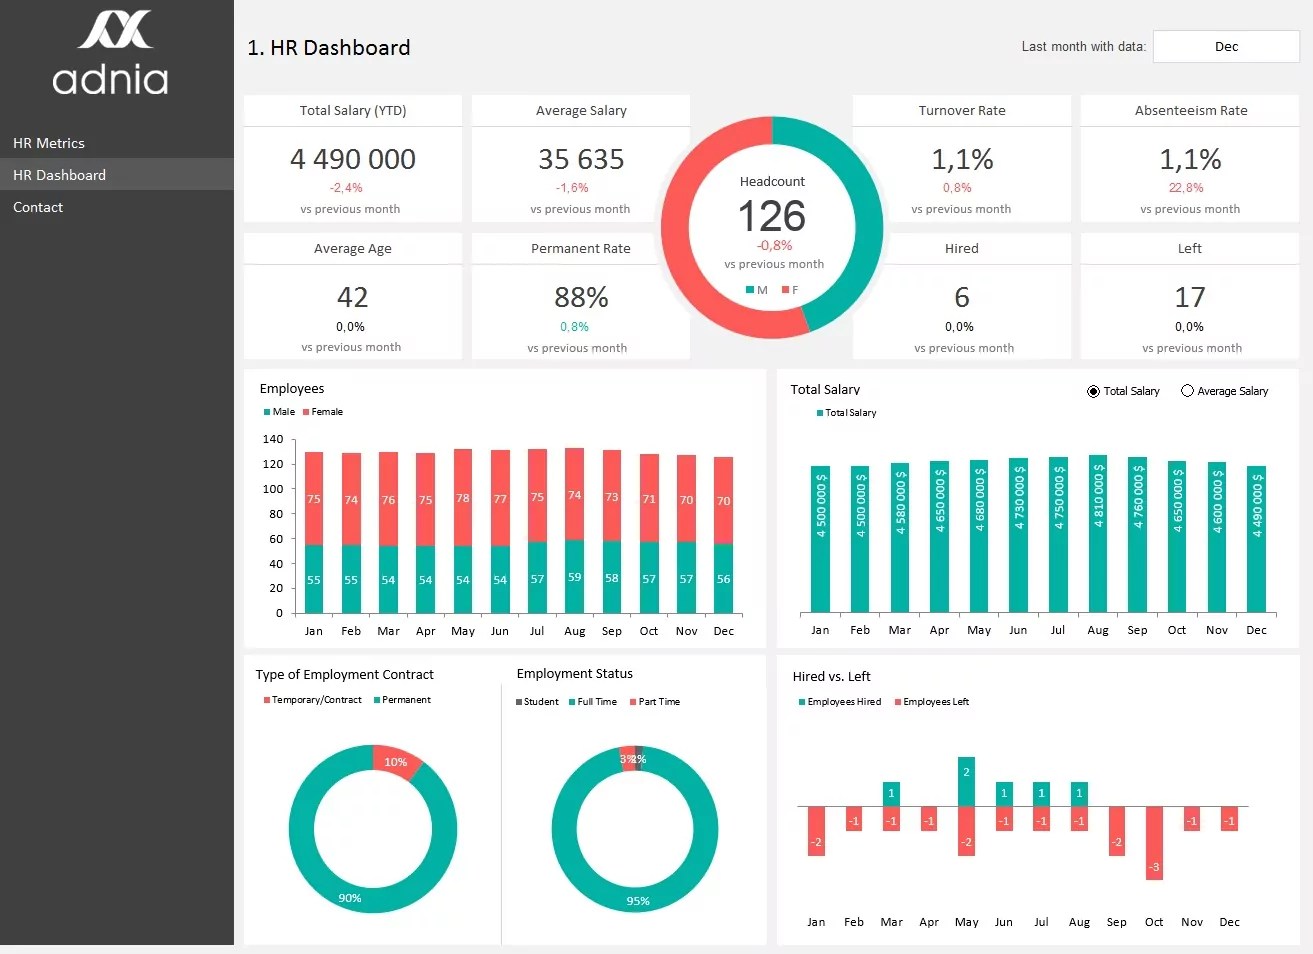 adnia
HR Metrics
HR Dashboard
Contact
1. HR Dashboard
Last month with data:
Dec
Total Salary (YTD)
4 490 000
-2,4%
vs previous month
Average Salary
35 635
-1,6%
vs previous month
Headcount
126
-0,8%
vs previous month
M F
Turnover Rate
1,1%
0,8%
vs previous month
Absenteeism Rate
1,1%
22,8%
vs previous month
Average Age
42
0,0%
vs previous month
Permanent Rate
88%
0,8%
vs previous month
Hired
6
0,0%
vs previous month
Left
17
0,0%
vs previous month
Employees
Male Female
140
120
100
80
60
40
20
0
75 74 76 75 78 77 75 74 73 71 70 70
55 55 54 54 54 54 57 59 58 57 57 56
Jan Feb Mar Apr May Jun Jul Aug Sep Oct Nov Dec
Total Salary
Total Salary
Average Salary
Total Salary
4 500 000 $
4 500 000 $
4 580 000 $
4 650 000 $
4 680 000 $
4 730 000 $
4 750 000 $
4 810 000 $
4 760 000 $
4 650 000 $
4 600 000 $
4 490 000 $
Jan Feb Mar Apr May Jun Jul Aug Sep Oct Nov Dec
Type of Employment Contract
Temporary/Contract Permanent
10%
90%
Employment Status
Student Full Time Part Time
3%
95%
Hired vs. Left
Employees Hired Employees Left
1 2 1 1 1
-2 -1 -1 -1 -2 -1 -1 -1 -2 -3 -1 -1
Jan Feb Mar Apr May Jun Jul Aug Sep Oct Nov Dec